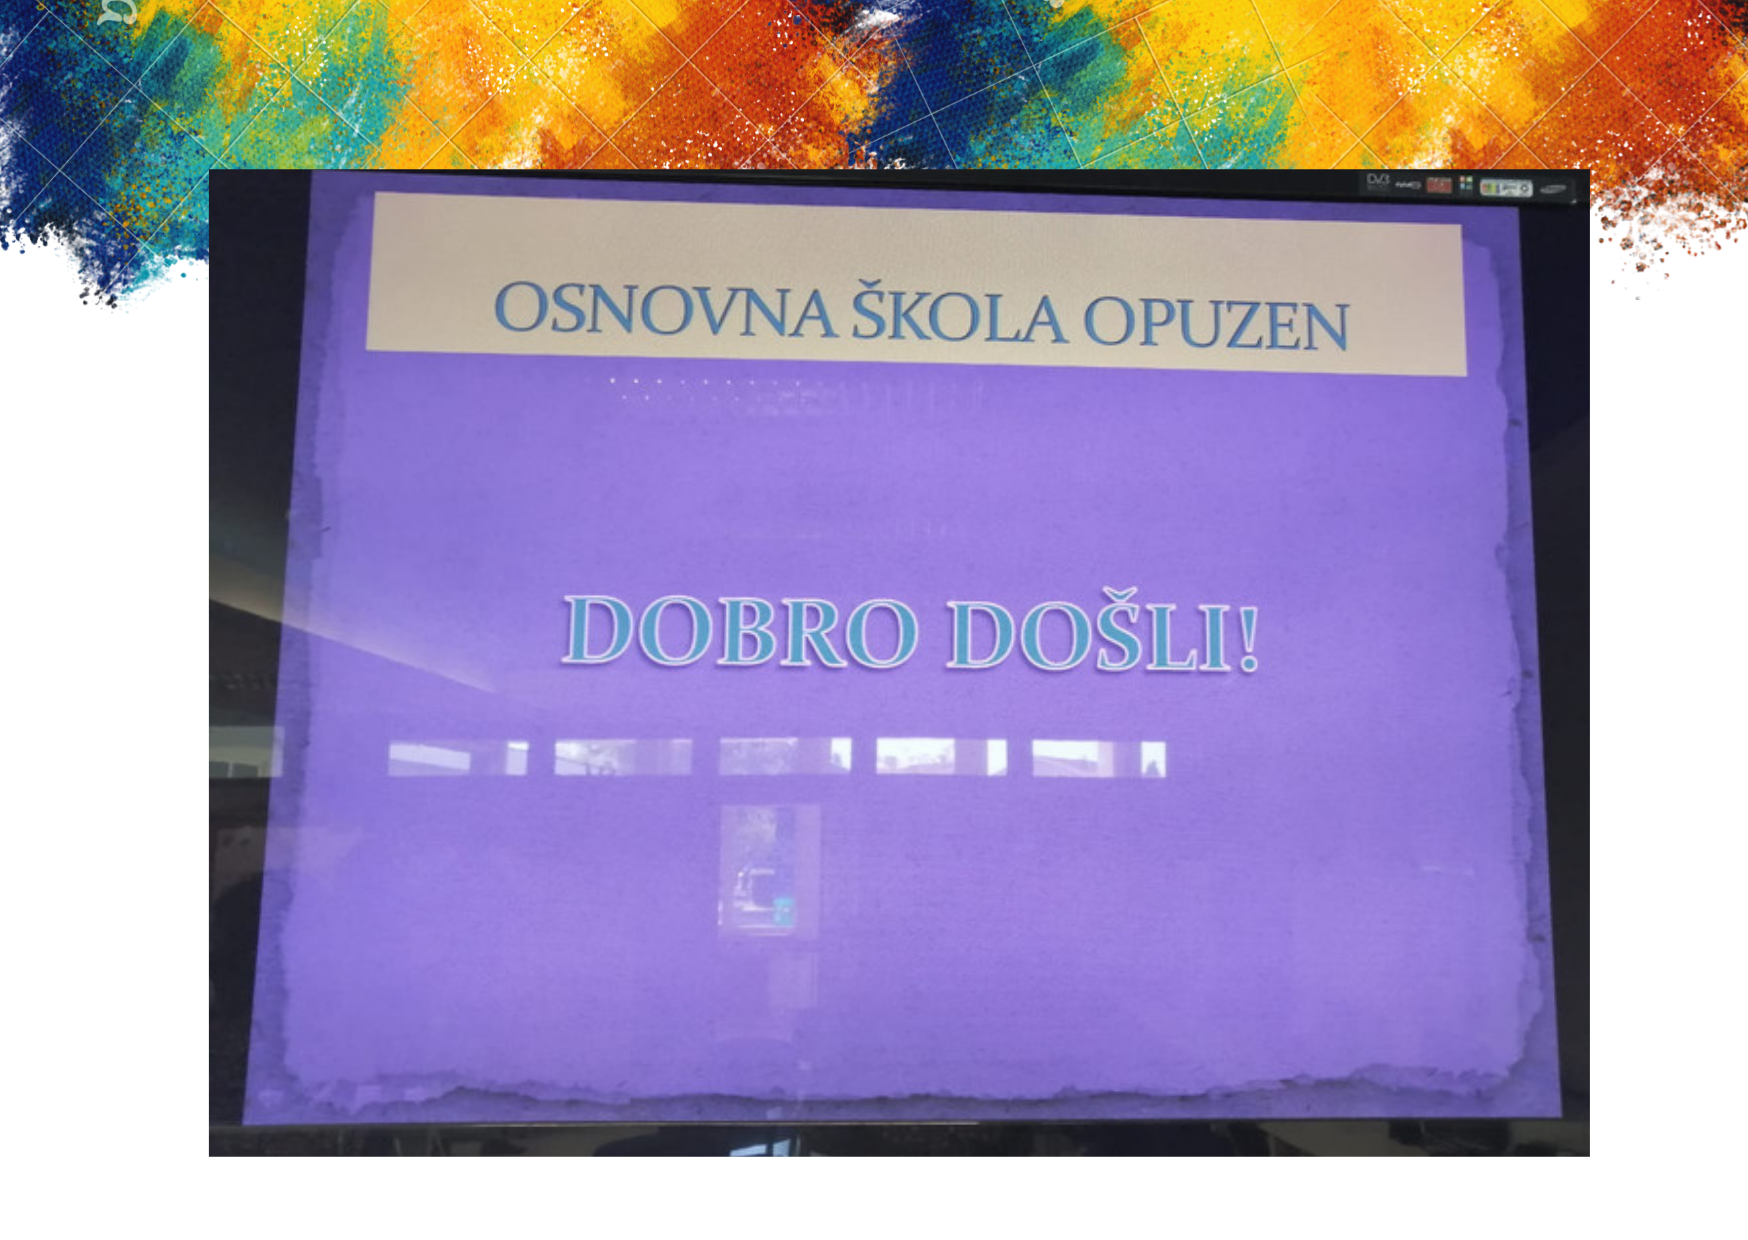 OSNOVNA ŠKOLA OPUZEN
DOBRO DOŠLI!